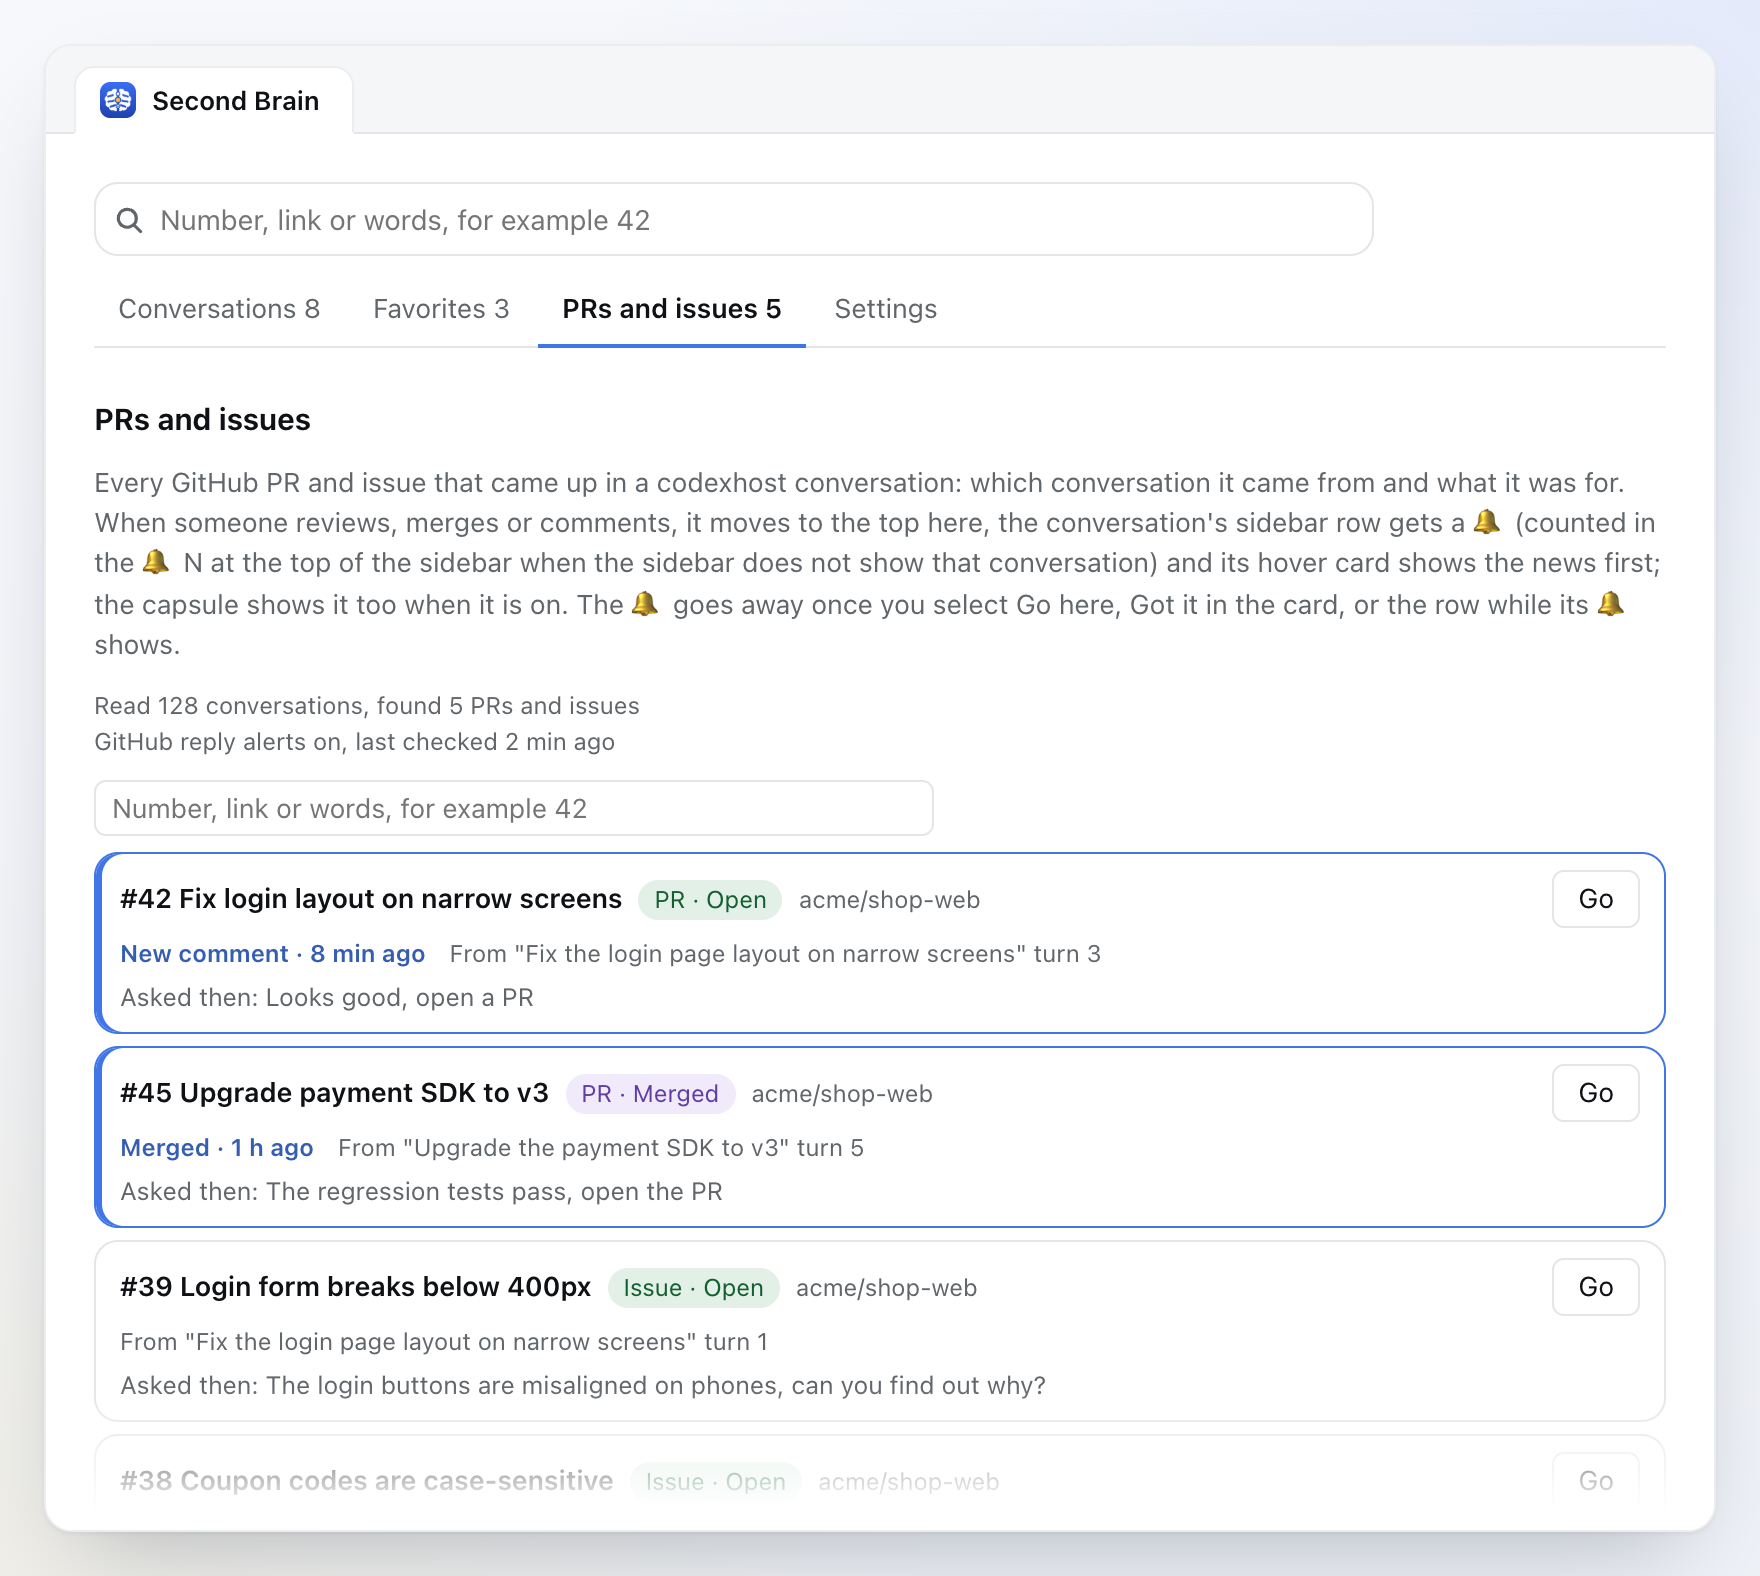 Second Brain
Number, link or words, for example 42
Conversations 8 Favorites 3 PRs and issues 5 Settings
PRs and issues
Every GitHub PR and issue that came up in a codexhost conversation: which conversation it came from and what it was for.
When someone reviews, merges or comments, it moves to the top here, the conversation's sidebar row gets a 🔔 (counted in
the 🔔 N at the top of the sidebar when the sidebar does not show that conversation) and its hover card shows the news first;
the capsule shows it too when it is on. The 🔔 goes away once you select Go here, Got it in the card, or the row while its 🔔
shows.
Read 128 conversations, found 5 PRs and issues
GitHub reply alerts on, last checked 2 min ago
Number, link or words, for example 42
#42 Fix login layout on narrow screens PR · Open acme/shop-web Go
New comment · 8 min ago From "Fix the login page layout on narrow screens" turn 3
Asked then: Looks good, open a PR
#45 Upgrade payment SDK to v3 PR · Merged acme/shop-web Go
Merged · 1 h ago From "Upgrade the payment SDK to v3" turn 5
Asked then: The regression tests pass, open the PR
#39 Login form breaks below 400px Issue · Open acme/shop-web Go
From "Fix the login page layout on narrow screens" turn 1
Asked then: The login buttons are misaligned on phones, can you find out why?
#38 Coupon codes are case-sensitive Issue · Open acme/shop-web Go